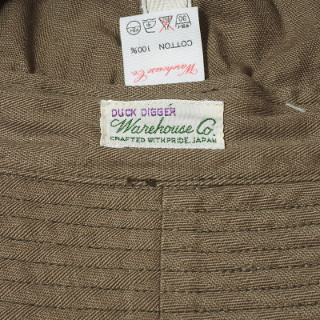 COTTON 100%
Warehouse Co.
DUCK DIGGER
Warehouse Co.
CRAFTED WITH PRIDE, JAPAN